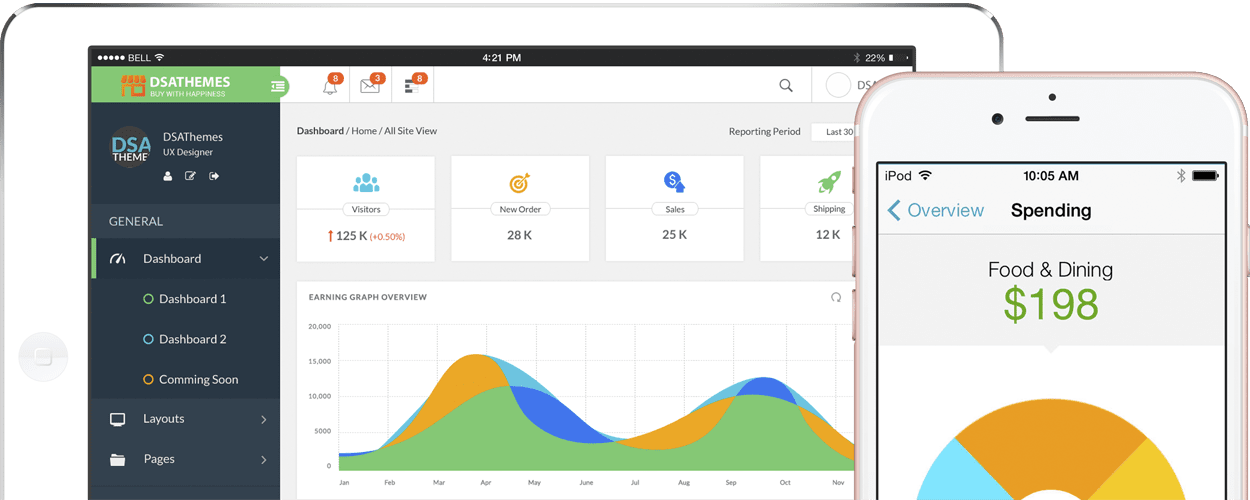 BELL
4:21 PM
22%
DSATHEMES
BUY WITH HAPPINESS
8
3
8
DSA
DSA
THEME
DSAThemes
UX Designer
Dashboard / Home / All Site View
Reporting Period
Last 30
GENERAL
Dashboard
Dashboard 1
Dashboard 2
Comming Soon
Layouts
Pages
Visitors
125 K (+0.50%)
New Order
28 K
$
Sales
25 K
Shipping
12 K
EARNING GRAPH OVERVIEW
20,000
15,000
10,000
5000
0
Jan Feb Mar Apr May June Jul Aug Sep Oct Nov
iPod
10:05 AM
Overview
Spending
Food & Dining
$198